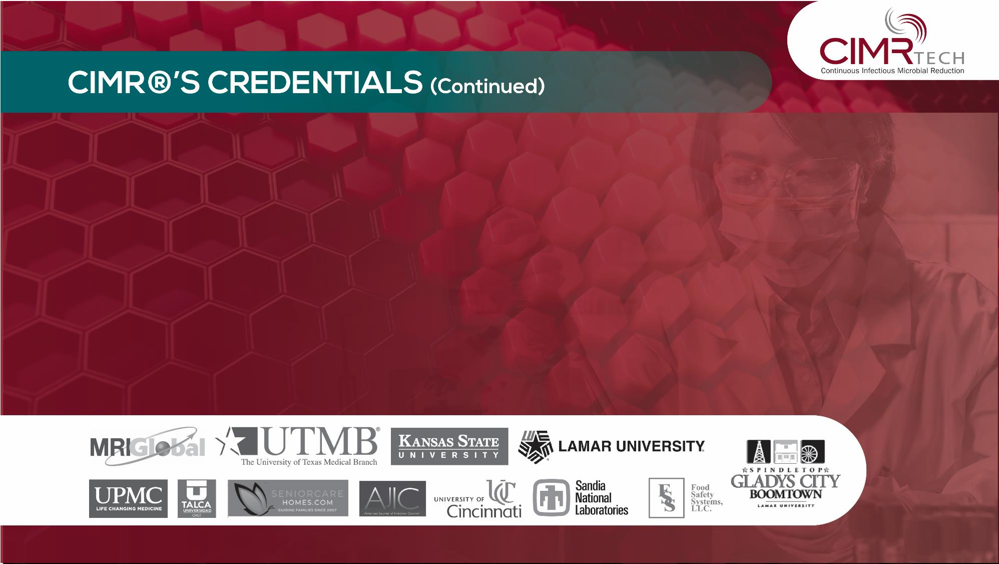 CIMRTECH
Continuous Infectious Microbial Reduction
CIMR®'S CREDENTIALS (Continued)
MRIGlobal
UTMB®
The University of Texas Medical Branch
KANSAS STATE
UNIVERSITY
LAMAR UNIVERSITY
SPINDLETOP
GLADYS CITY
BOOMTOWN
LAMAR UNIVERSITY
UPMC
LIFE CHANGING MEDICINE
TALCA
UNIVERSIDAD
CHILE
SENIORCARE
HOMES.COM
GUIDING FAMILIES SINCE 2007
AJIC
American Journal of Infection Control
UC
UNIVERSITY OF
Cincinnati
Sandia
National
Laboratories
FSS
Food
Safety
Systems,
LLC.